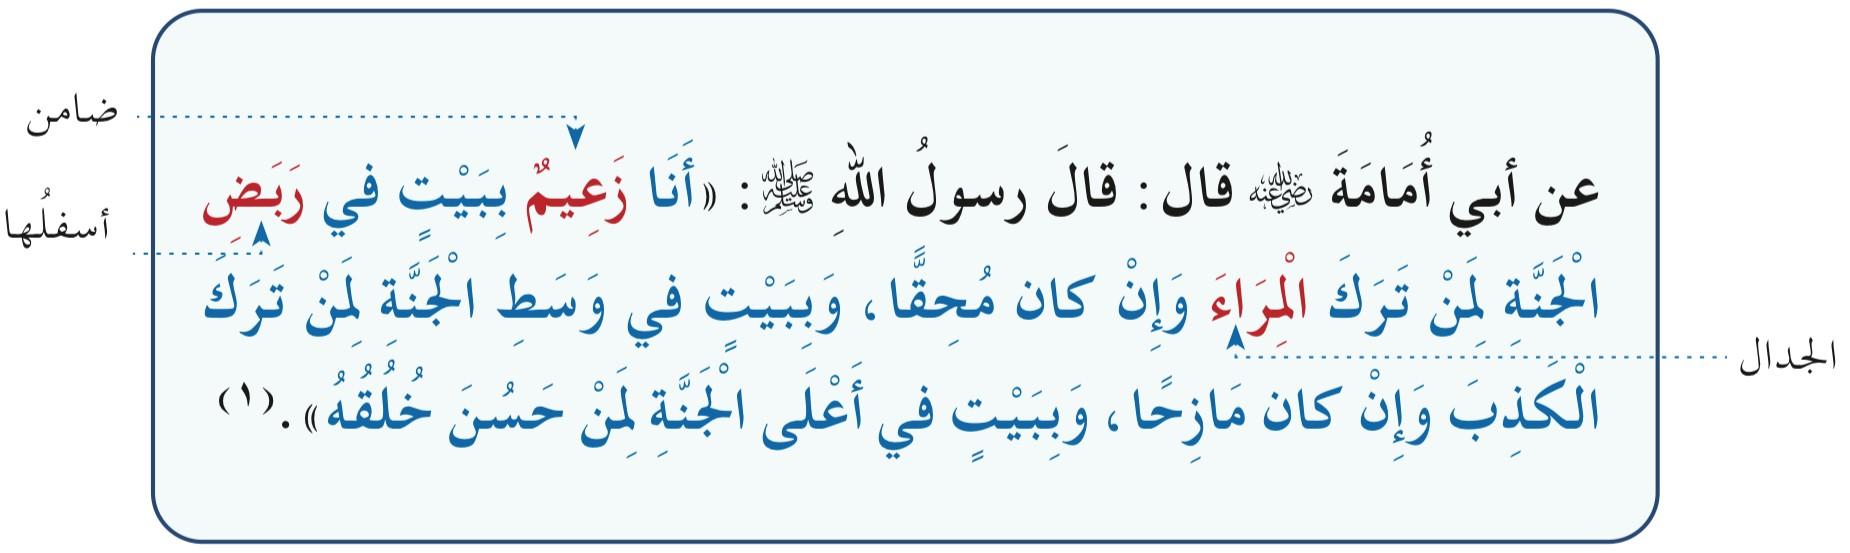 ضامن
عن أبي أُمَامَةَ رضي الله عنه قال : قالَ رسولُ اللهِ ﷺ : «أَنَا زَعِيمٌ بِبَيْتٍ في رَبَضِ
أسفلُها
الْجَنَّةِ لِمَنْ تَرَكَ الْمِرَاءَ وَإِنْ كان مُحِقًّا، وَبِبَيْتٍ في وَسَطِ الْجَنَّةِ لِمَنْ تَرَكَ
الجدال
الْكَذِبَ وَإِنْ كان مَازِحًا، وَبِبَيْتٍ في أَعْلَى الْجَنَّةِ لِمَنْ حَسُنَ خُلُقُهُ» .(١)